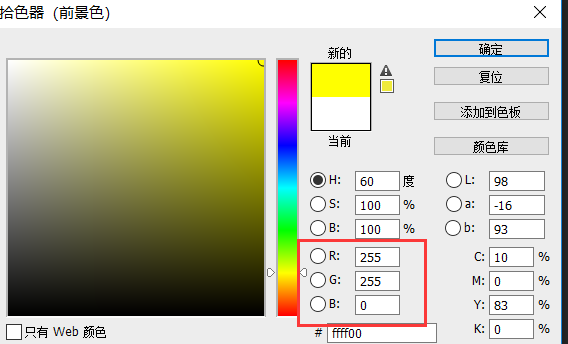 拾色器（前景色）
新的
当前
确定
复位
添加到色板
颜色库
H: 60 度
S: 100 %
B: 100 %
R: 255
G: 255
B: 0
# ffff00
L: 98
a: -16
b: 93
C: 10 %
M: 0 %
Y: 83 %
K: 0 %
只有 Web 颜色